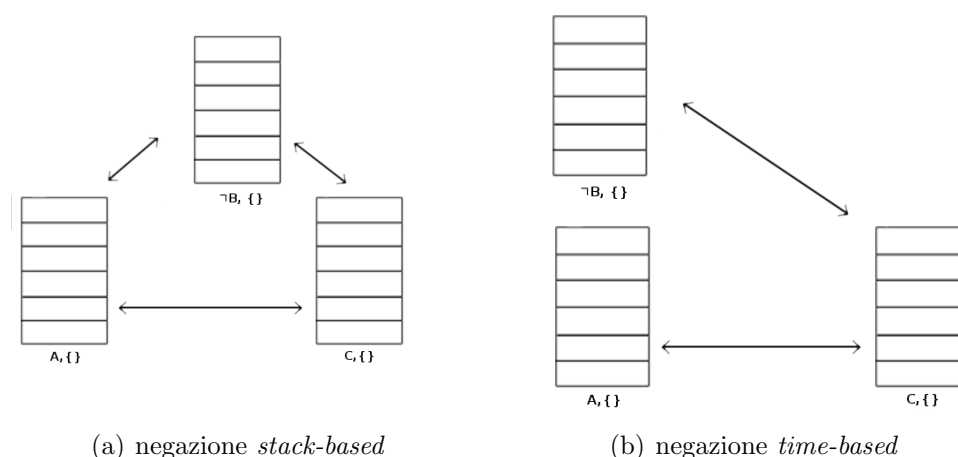 ¬B, { }
A, { }
C, { }
(a) negazione stack-based
¬B, { }
A, { }
C, { }
(b) negazione time-based